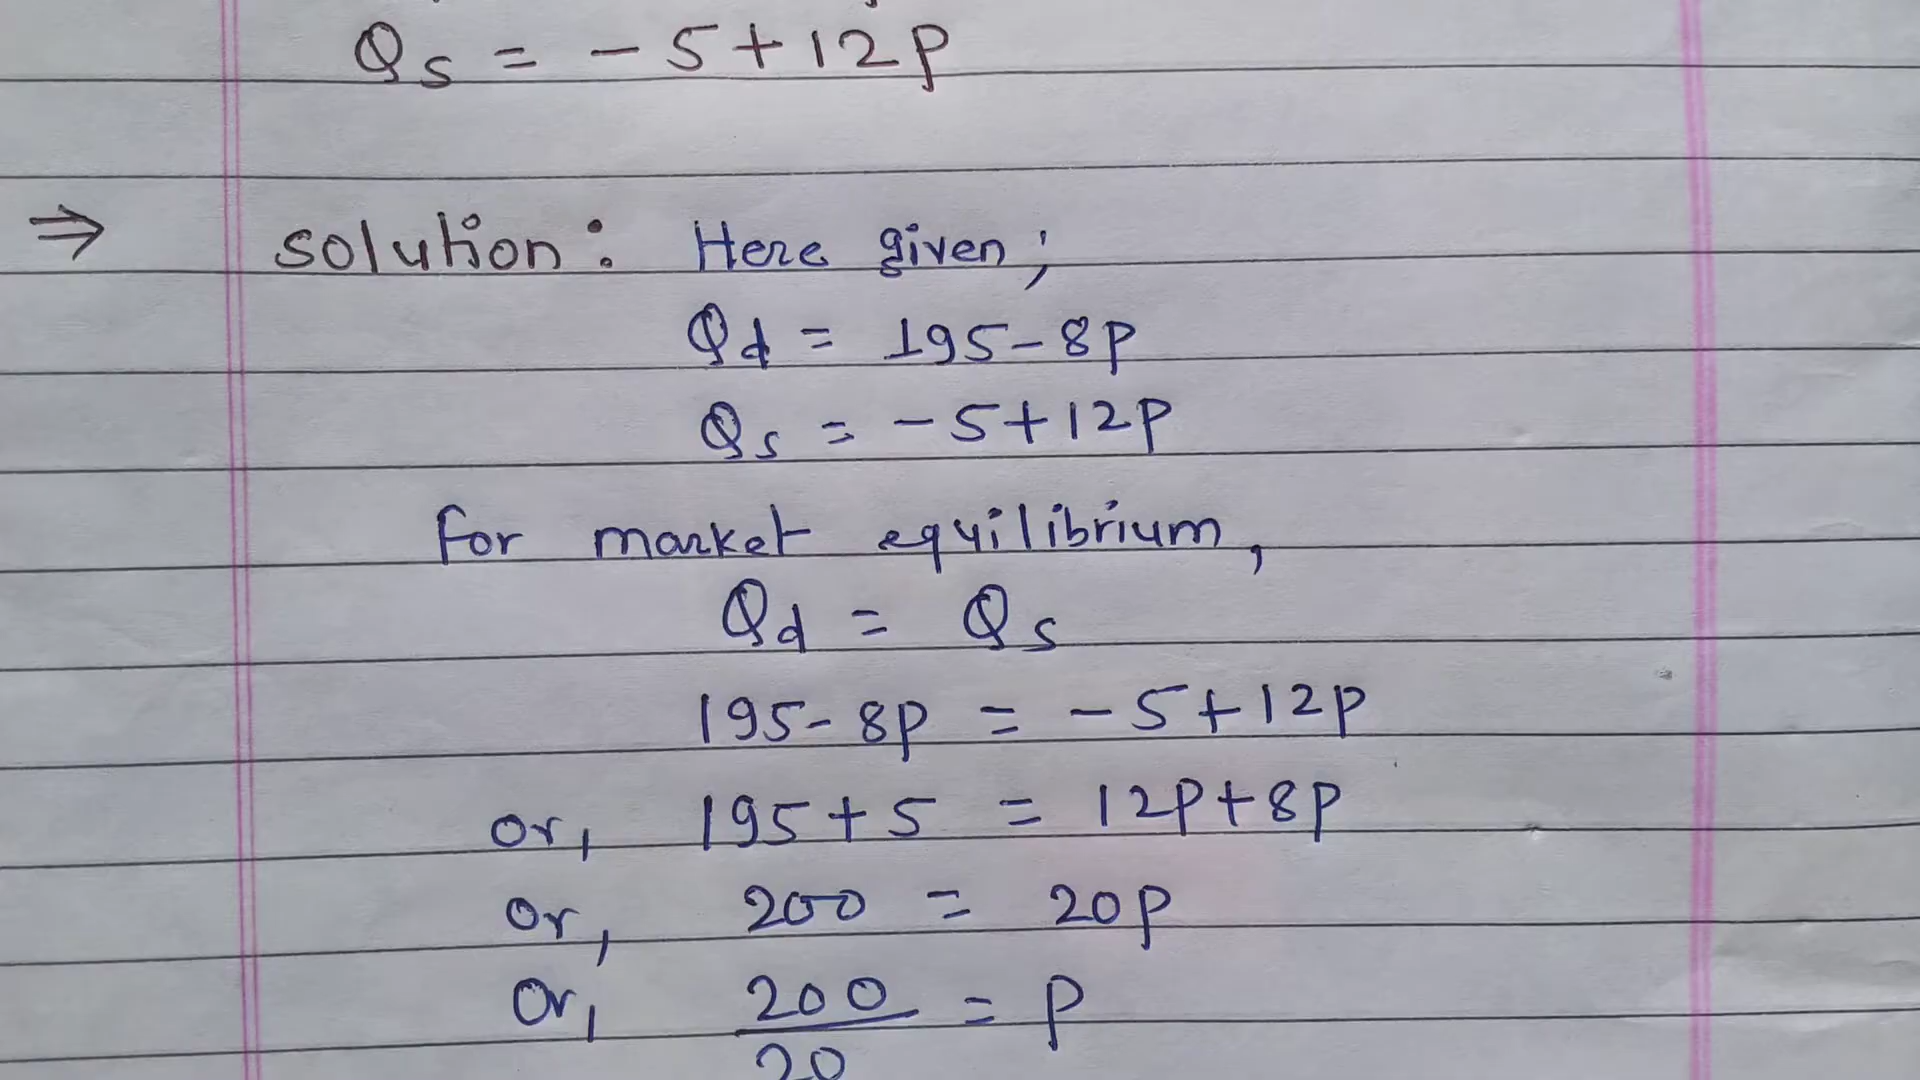 Qs = - 5 + 12p
⇒ solution: Here given;
Qd = 195 - 8p
Qs = - 5 + 12p
for market equilibrium,
Qd = Qs
195 - 8p = - 5 + 12p
or, 195 + 5 = 12p + 8p
or, 200 = 20p
or, 200/20 = p